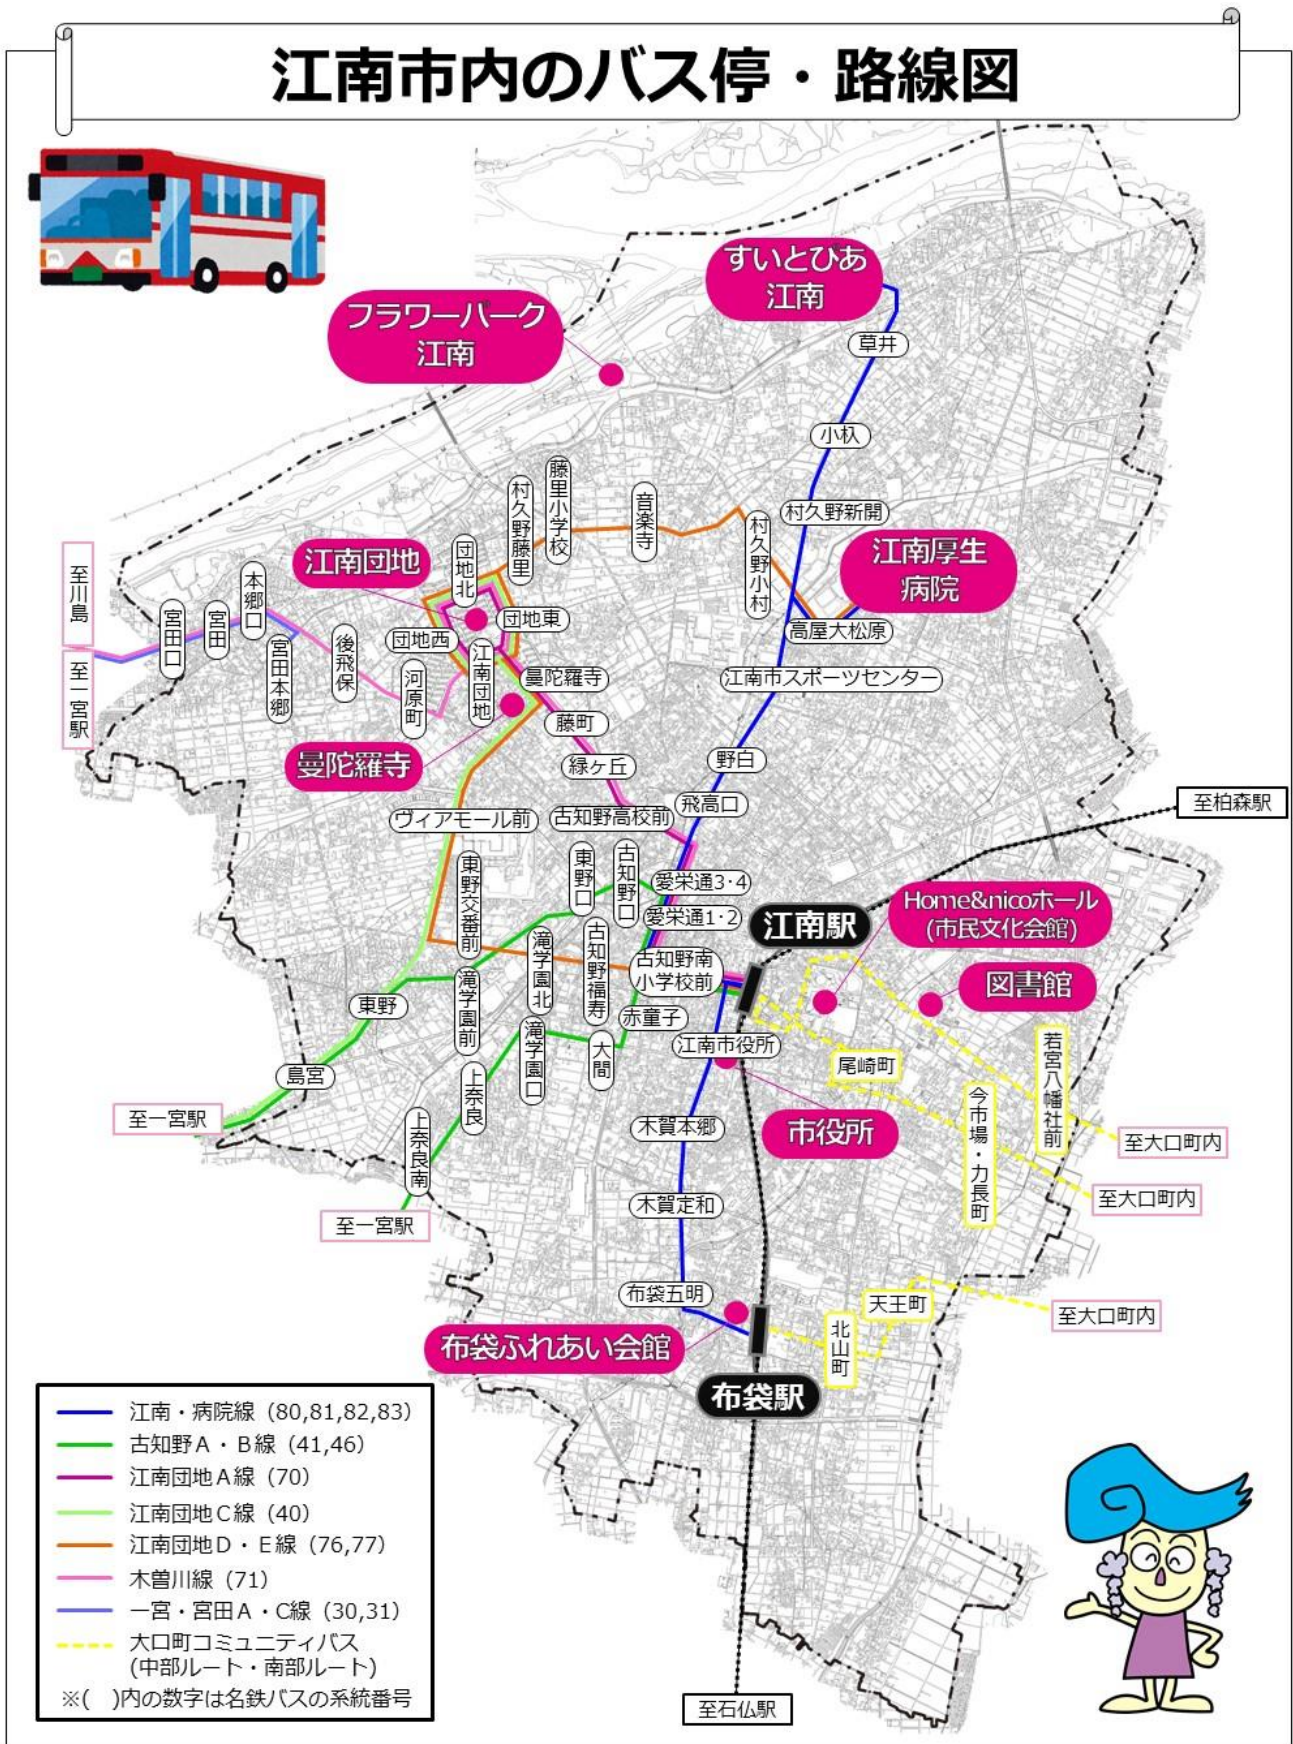 江南市内のバス停・路線図
すいとぴあ
江南
フラワーパーク
江南
草井
小杁
村久野新開
江南厚生
病院
村久野藤里
藤里小学校
音楽寺
村久野小村
高屋大松原
江南市スポーツセンター
江南団地
団地北
団地東
団地西
江南団地
至川島
至一宮駅
宮田口
宮田
本郷口
宮田本郷
後飛保
河原町
曼陀羅寺
曼陀羅寺
藤町
緑ヶ丘
野白
飛高口
古知野高校前
ヴィアモール前
至柏森駅
東野交番前
東野口
古知野口
愛栄通3・4
愛栄通1・2
江南駅
Home&nicoホール
(市民文化会館)
図書館
古知野南
小学校前
滝学園北
古知野福寿
東野
滝学園前
赤童子
滝学園口
大間
江南市役所
尾崎町
若宮八幡社前
今市場・力長町
島宮
上奈良
至一宮駅
上奈良南
木賀本郷
市役所
至大口町内
至大口町内
木賀定和
至一宮駅
布袋五明
天王町
至大口町内
北山町
布袋ふれあい会館
布袋駅
江南・病院線 (80,81,82,83)
古知野A・B線 (41,46)
江南団地A線 (70)
江南団地C線 (40)
江南団地D・E線 (76,77)
木曽川線 (71)
一宮・宮田A・C線 (30,31)
大口町コミュニティバス
(中部ルート・南部ルート)
※( )内の数字は名鉄バスの系統番号
至石仏駅